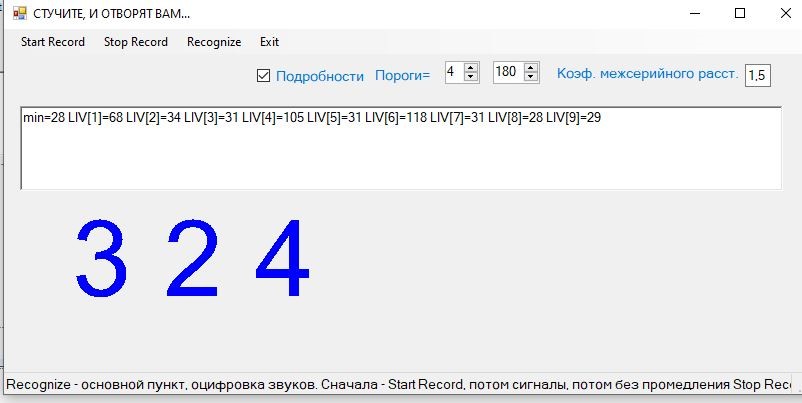 СТУЧИТЕ, И ОТВОРЯТ ВАМ...
Start Record Stop Record Recognize Exit
Подробности Пороги= 4 180 Коэф. межсерийного расст. 1,5
min=28 LIV[1]=68 LIV[2]=34 LIV[3]=31 LIV[4]=105 LIV[5]=31 LIV[6]=118 LIV[7]=31 LIV[8]=28 LIV[9]=29
3 2 4
Recognize - основной пункт, оцифровка звуков. Сначала - Start Record, потом сигналы, потом без промедления Stop Reco